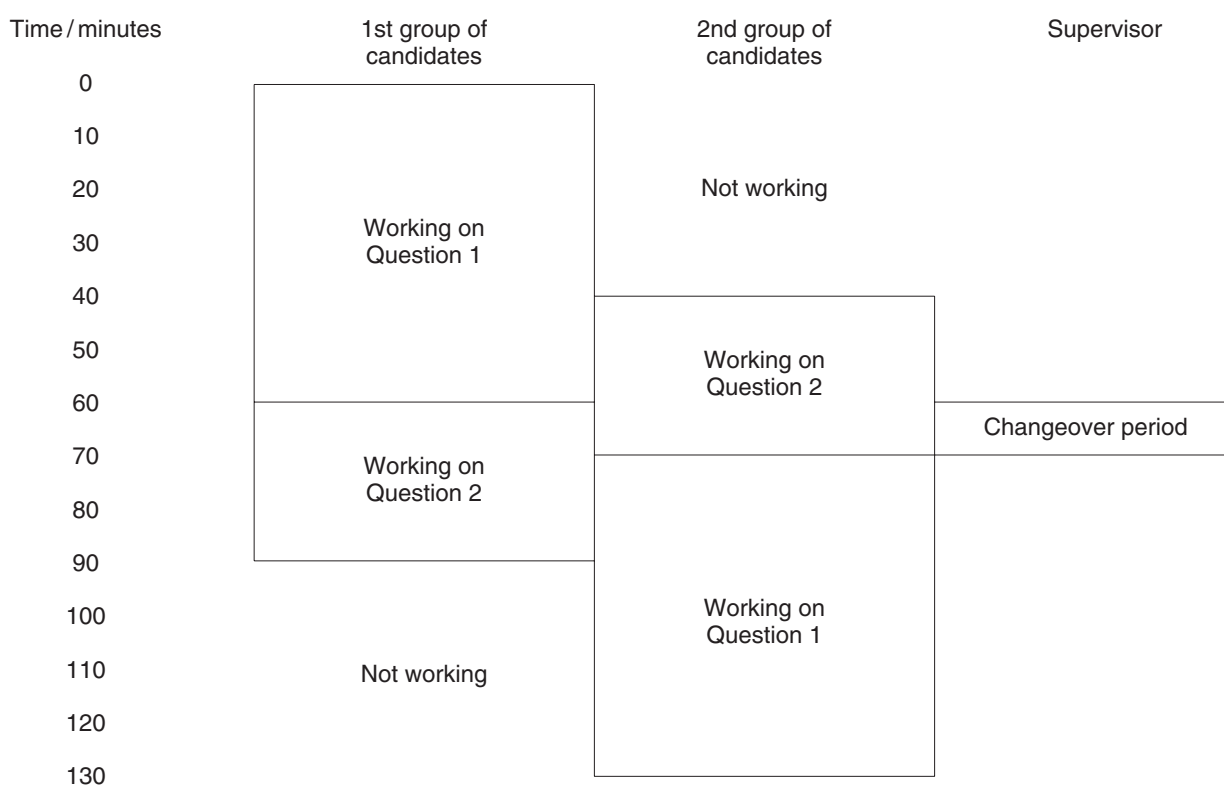 Time / minutes
1st group of
candidates
2nd group of
candidates
Supervisor
0
10
20
Not working
Working on
Question 1
30
40
50
Working on
Question 2
60
Changeover period
70
Working on
Question 2
80
90
100
Working on
Question 1
110
Not working
120
130